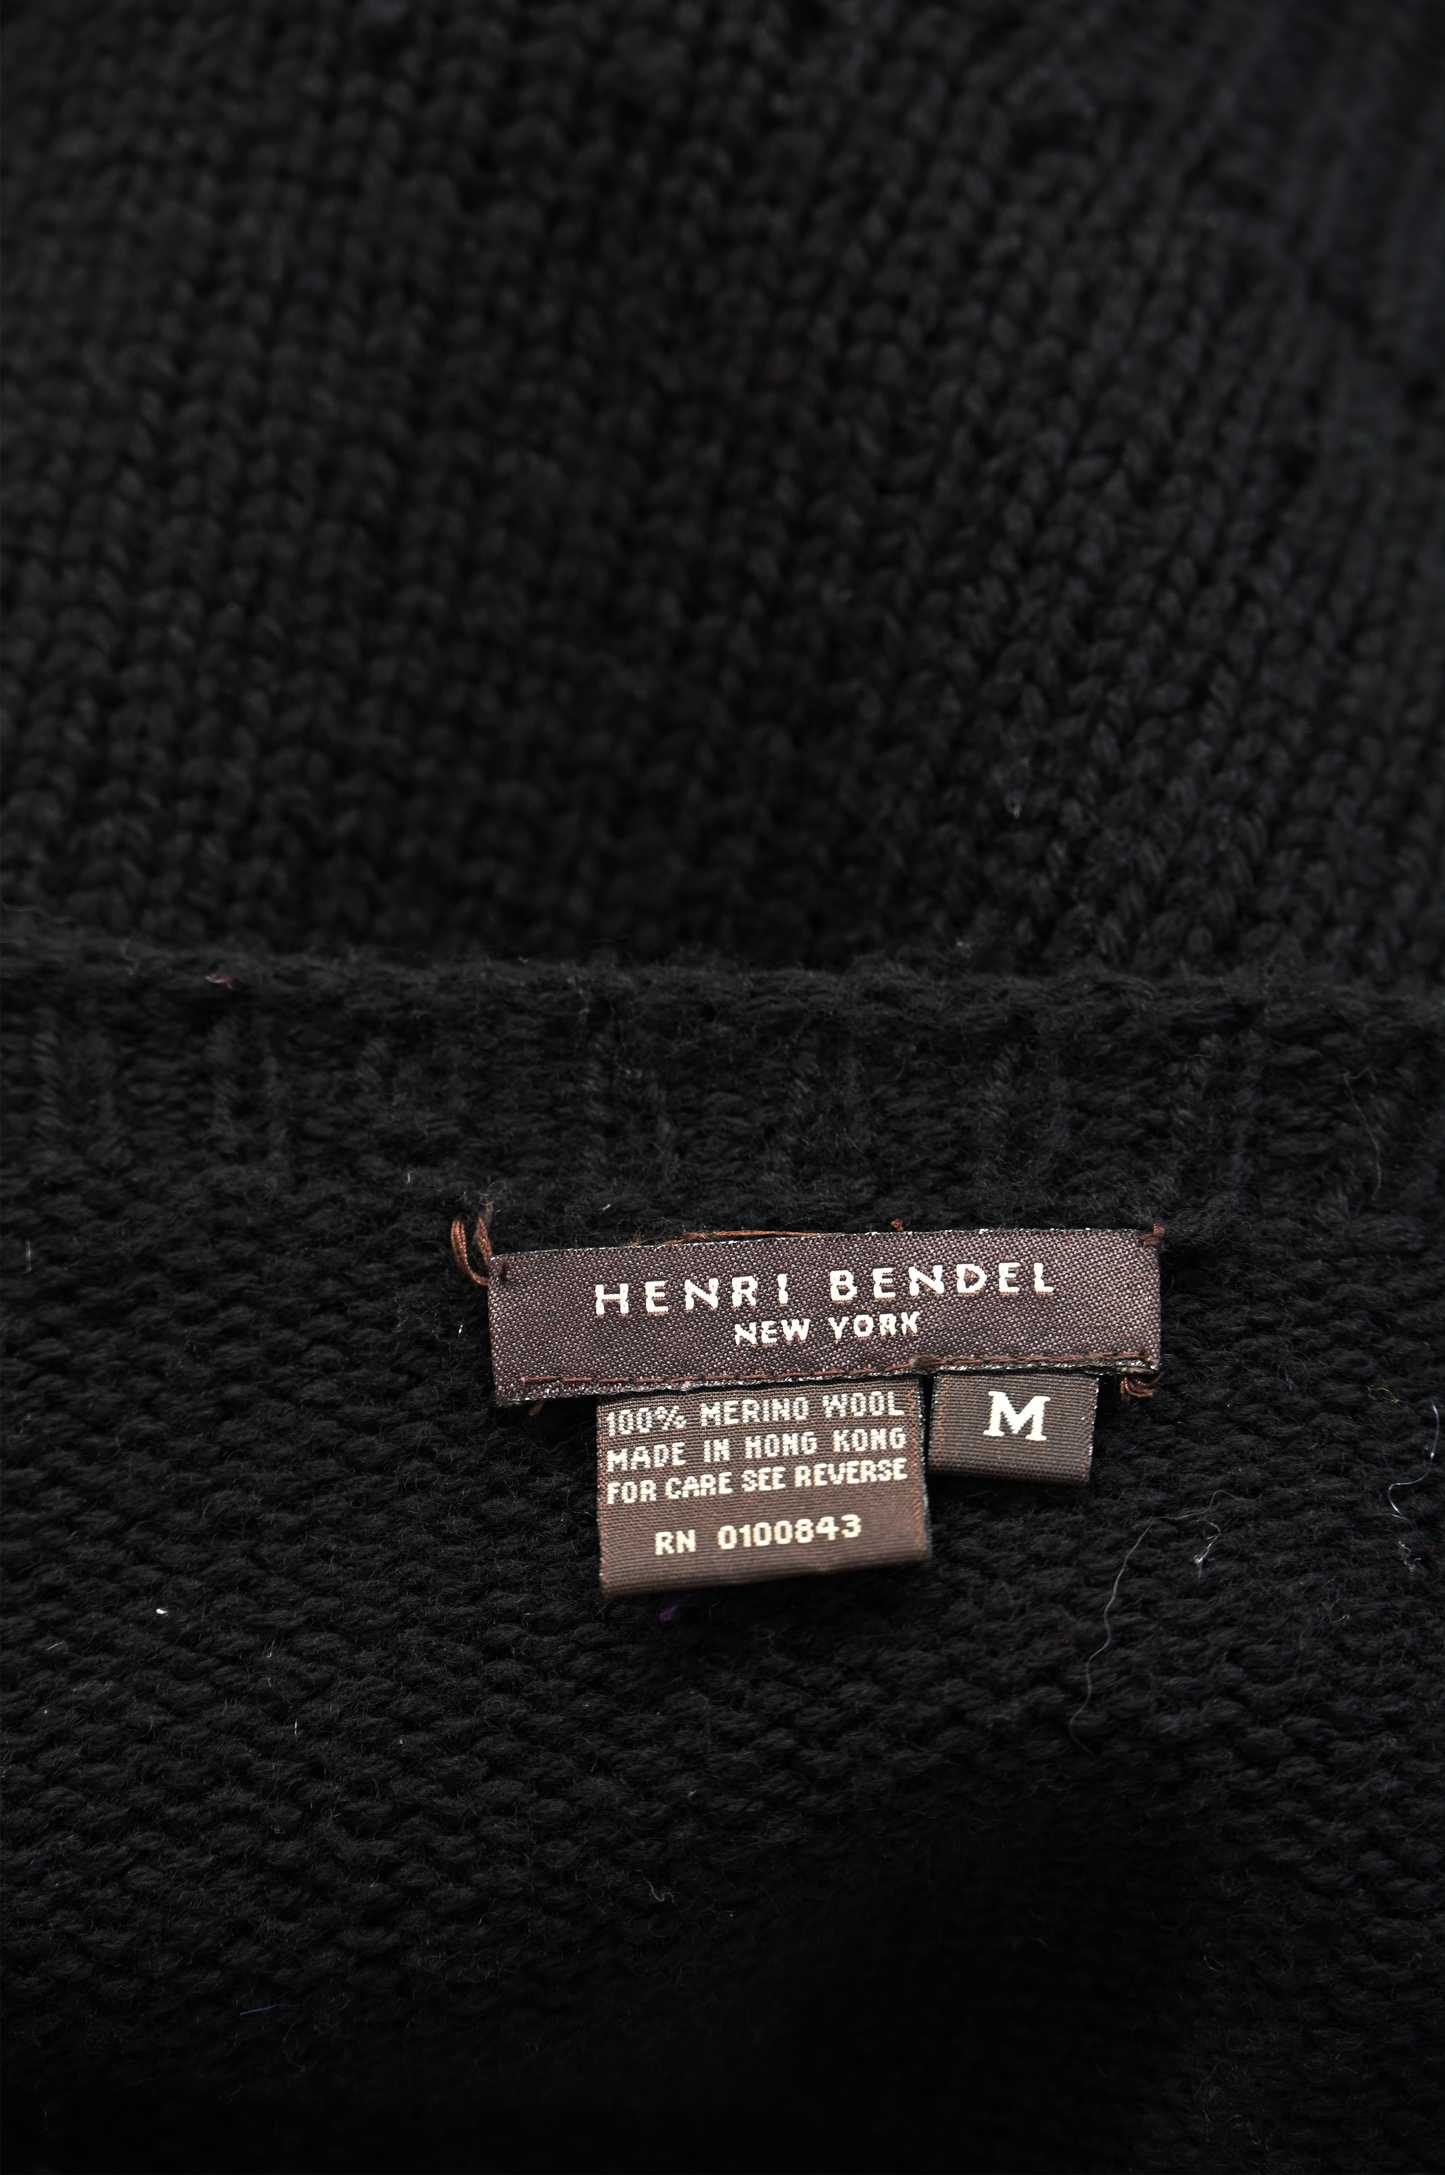 HENRI BENDEL
NEW YORK
100% MERINO WOOL
MADE IN HONG KONG
FOR CARE SEE REVERSE
RN 0100843
M